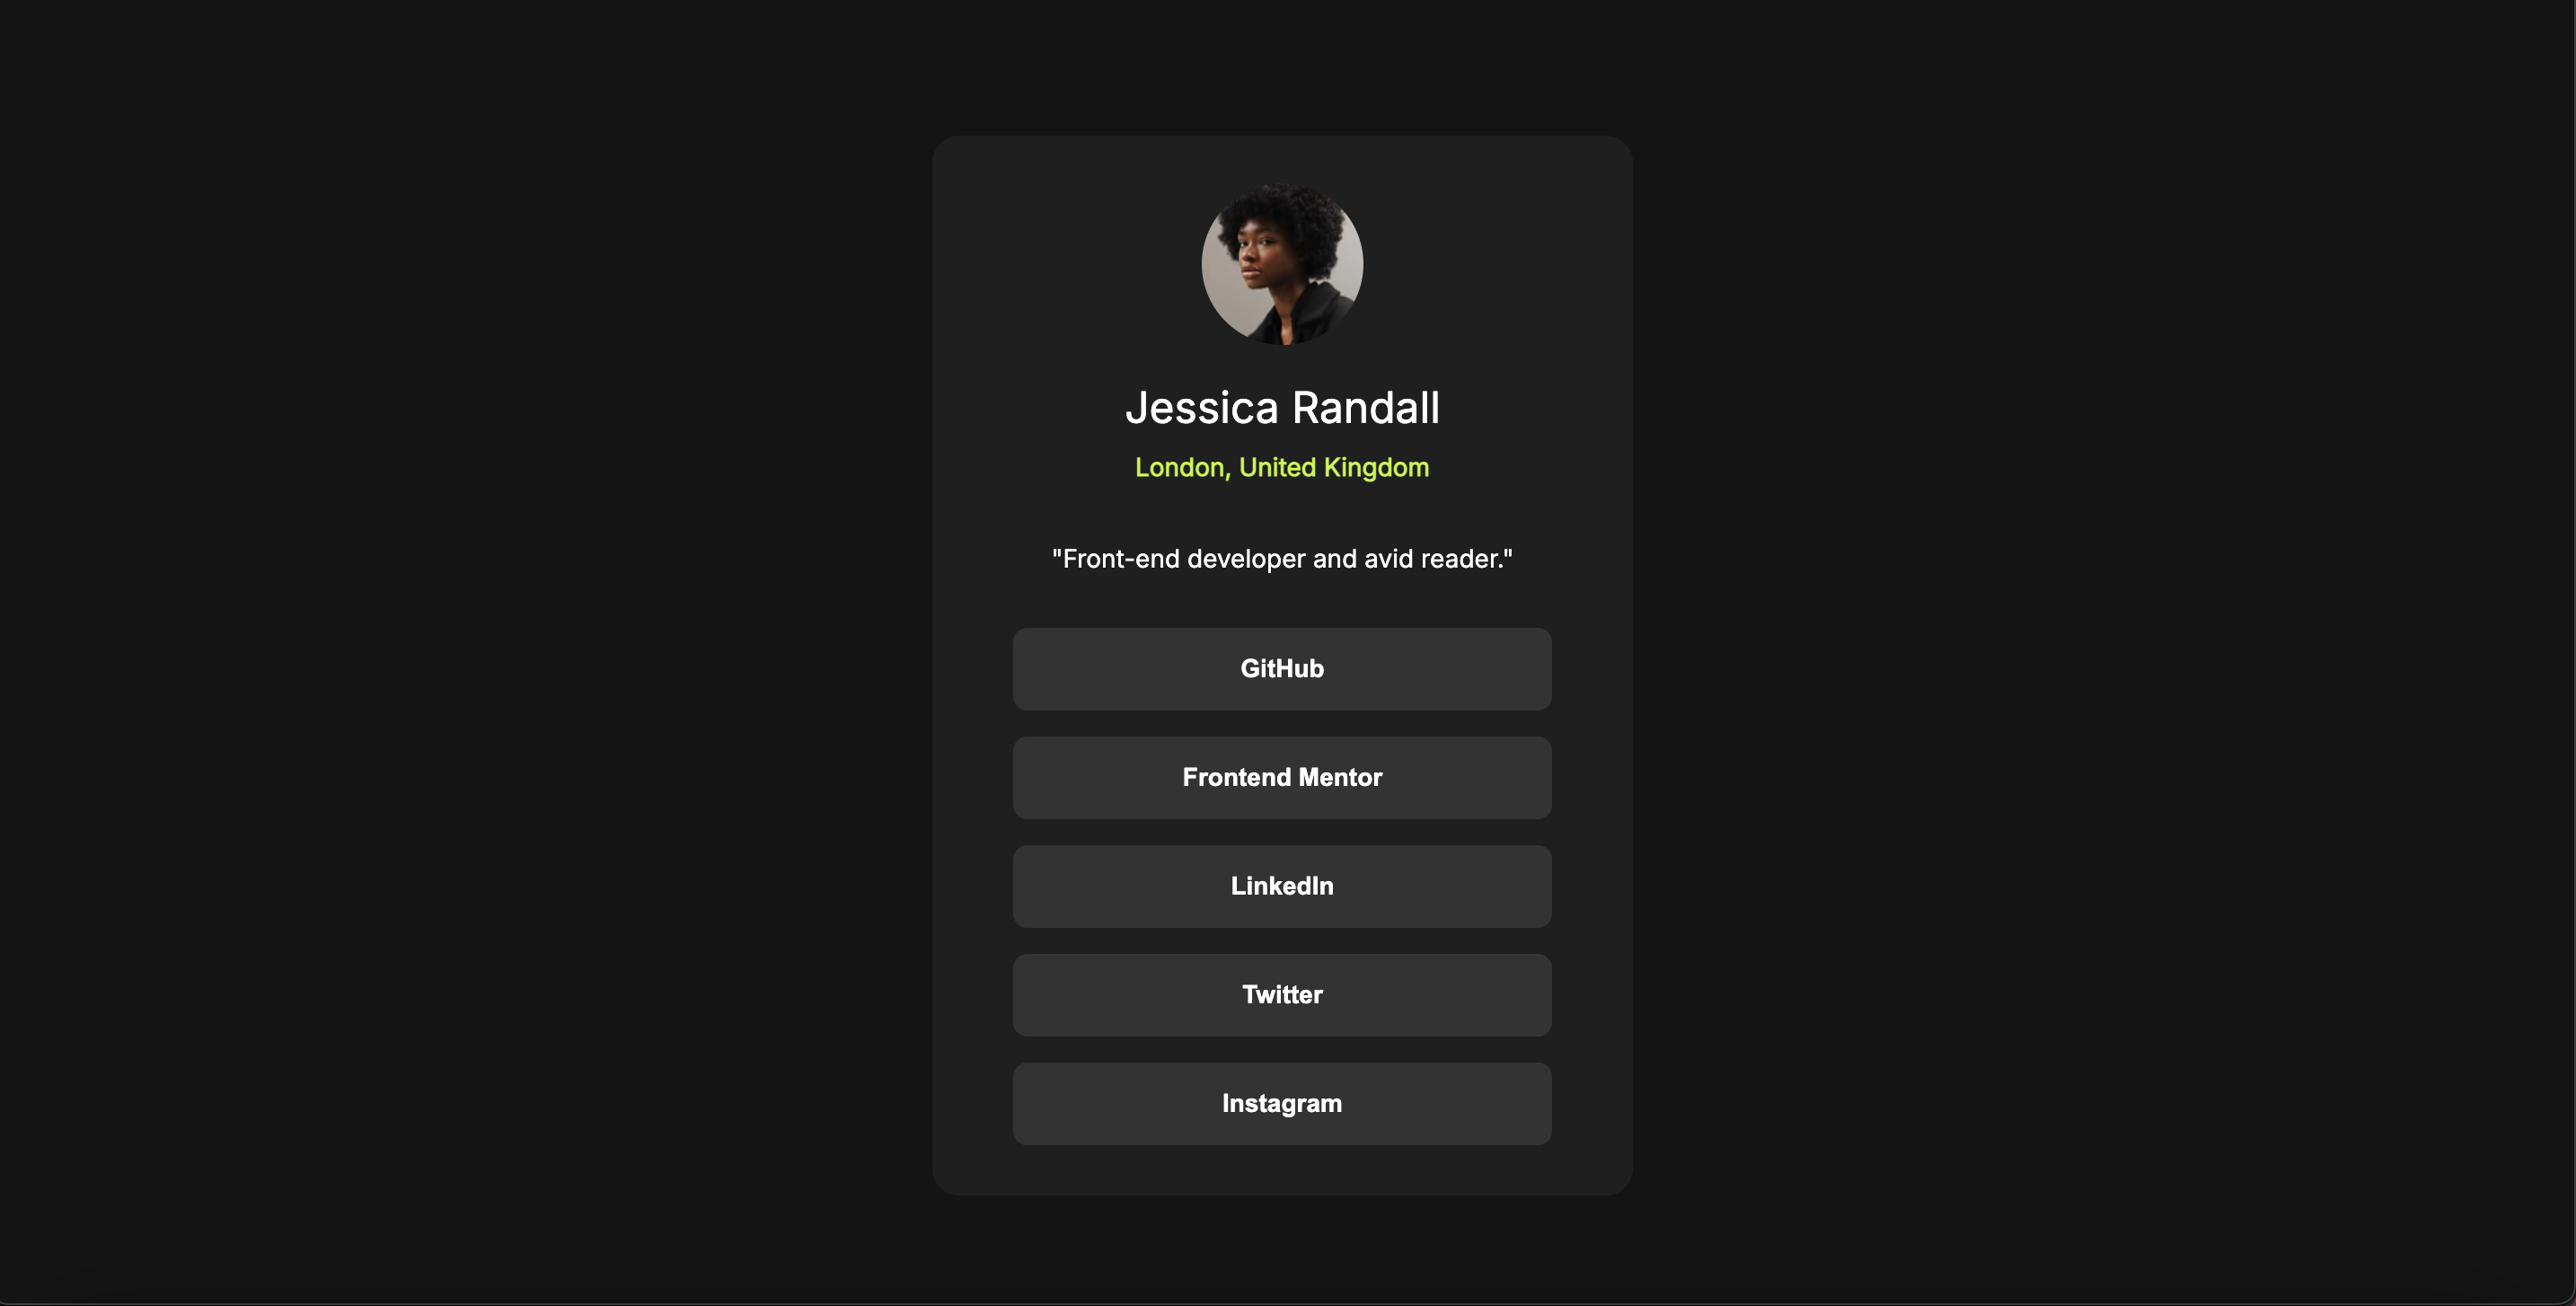 Jessica Randall
London, United Kingdom
"Front-end developer and avid reader."
GitHub
Frontend Mentor
LinkedIn
Twitter
Instagram